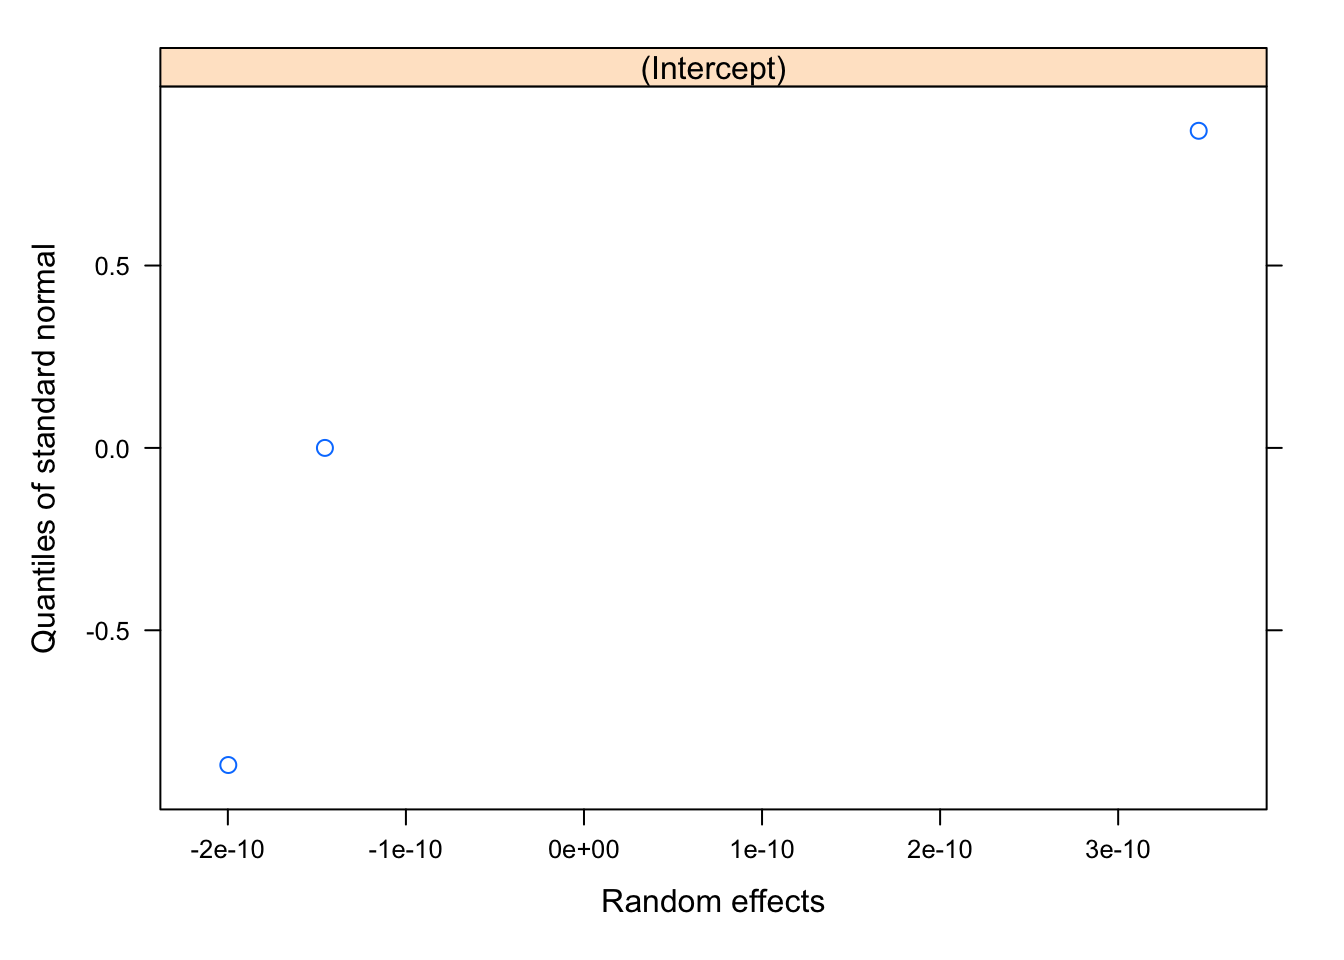 (Intercept)
Quantiles of standard normal
0.5
0.0
-0.5
-2e-10 -1e-10 0e+00 1e-10 2e-10 3e-10
Random effects